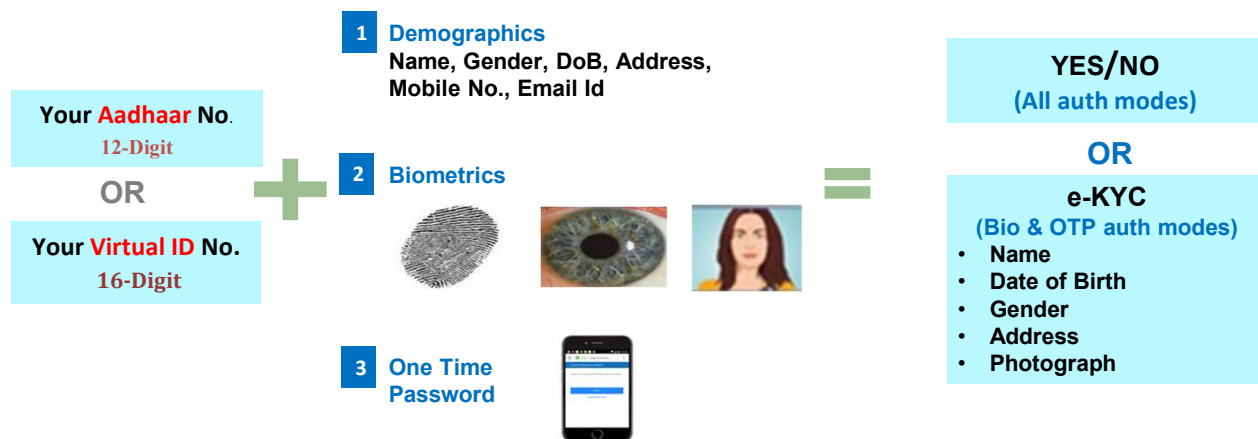 Your Aadhaar No.
12-Digit
OR
Your Virtual ID No.
16-Digit
1 Demographics
Name, Gender, DoB, Address,
Mobile No., Email Id
2 Biometrics
3 One Time
Password
YES/NO
(All auth modes)
OR
e-KYC
(Bio & OTP auth modes)
• Name
• Date of Birth
• Gender
• Address
• Photograph